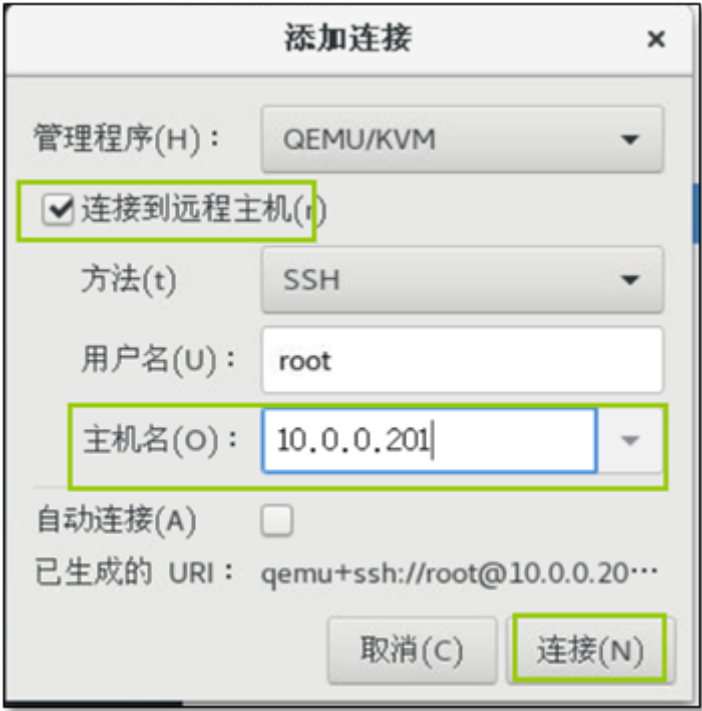 添加连接 ×
管理程序(H)： QEMU/KVM
连接到远程主机(r)
方法(t) SSH
用户名(U)： root
主机名(O)： 10.0.0.201
自动连接(A)
已生成的 URI： qemu+ssh://root@10.0.0.20…
取消(C) 连接(N)